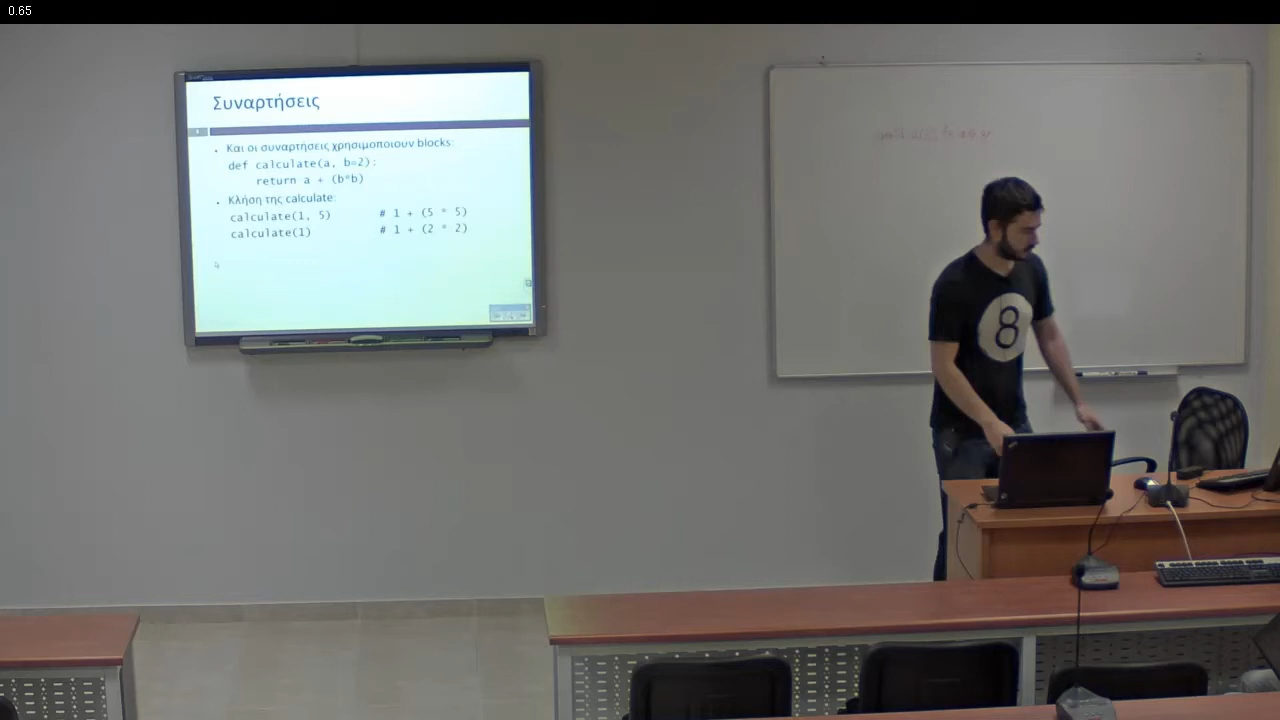 0.65
Συναρτήσεις
Και οι συναρτήσεις χρησιμοποιουν blocks:
def calculate(a, b=2):
return a + (b*b)
Κλήση της calculate:
calculate(1, 5) # 1 + (5 * 5)
calculate(1) # 1 + (2 * 2)
8